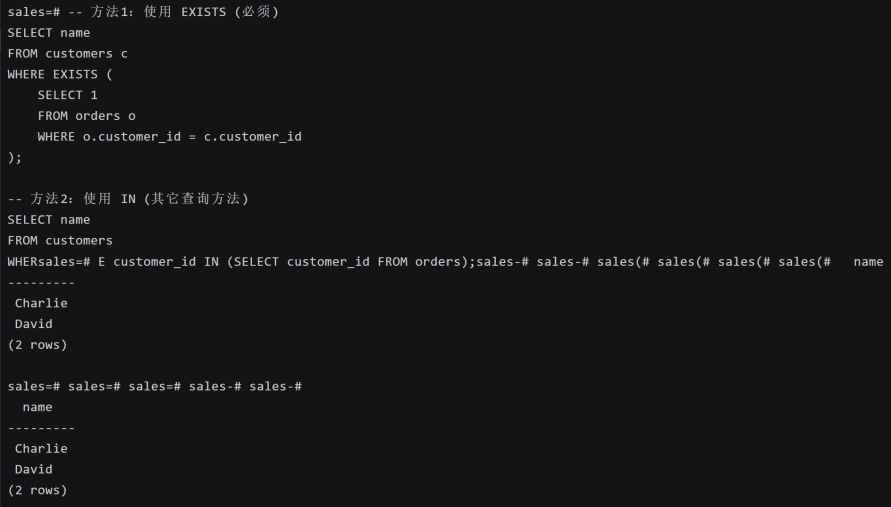 sales=# -- 方法1：使用 EXISTS (必须)
SELECT name
FROM customers c
WHERE EXISTS (
    SELECT 1
    FROM orders o
    WHERE o.customer_id = c.customer_id
);

-- 方法2：使用 IN (其它查询方法)
SELECT name
FROM customers
WHERsales=# E customer_id IN (SELECT customer_id FROM orders);sales-# sales-# sales(# sales(# sales(# sales(#   name
---------
 Charlie
 David
(2 rows)

sales=# sales=# sales=# sales-# sales-#
  name
---------
 Charlie
 David
(2 rows)